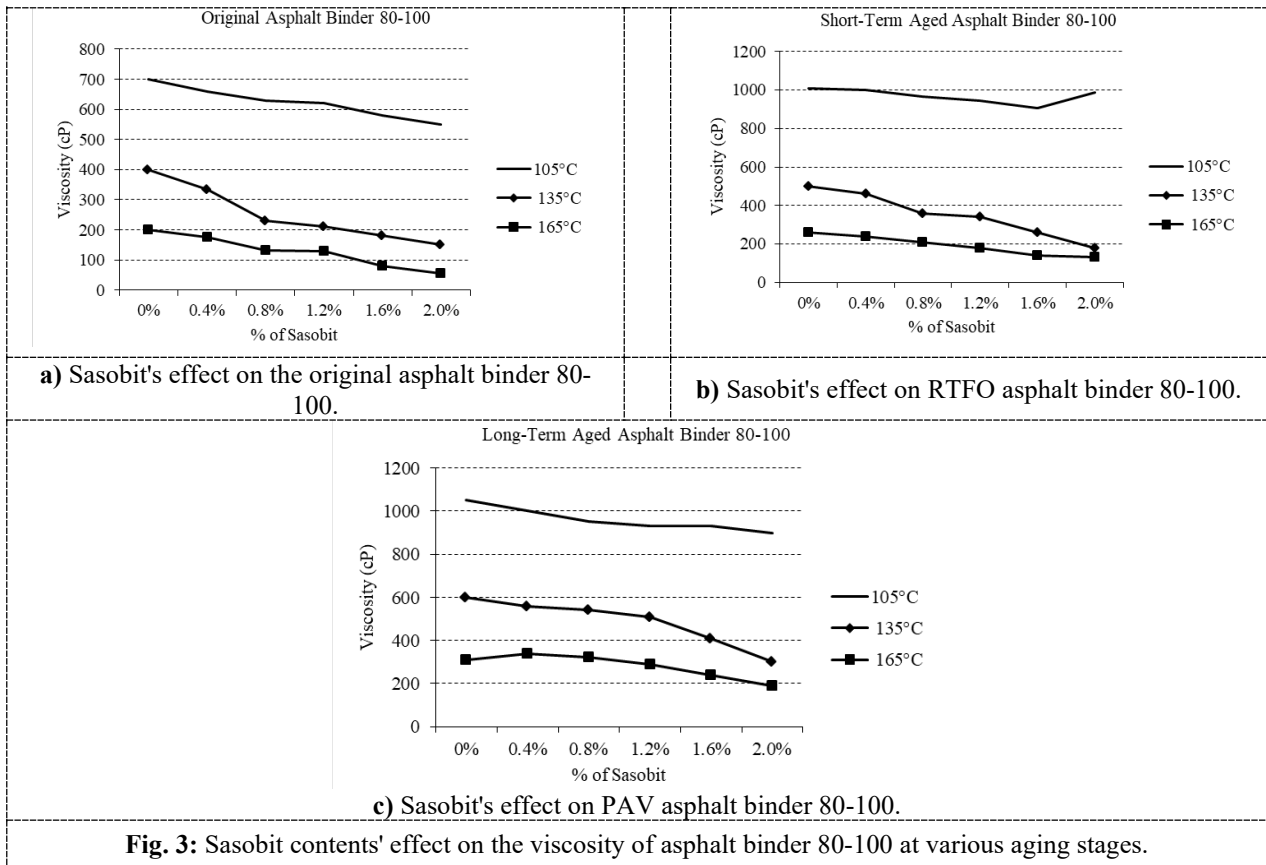 Original Asphalt Binder 80-100
800
700
600
500
400
300
200
100
0
Viscosity (cP)
0% 0.4% 0.8% 1.2% 1.6% 2.0%
% of Sasobit
105°C
135°C
165°C
Short-Term Aged Asphalt Binder 80-100
1200
1000
800
600
400
200
0
Viscosity (cP)
0% 0.4% 0.8% 1.2% 1.6% 2.0%
% of Sasobit
105°C
135°C
165°C
a) Sasobit's effect on the original asphalt binder 80-
100.
b) Sasobit's effect on RTFO asphalt binder 80-100.
Long-Term Aged Asphalt Binder 80-100
1200
1000
800
600
400
200
0
Viscosity (cP)
0% 0.4% 0.8% 1.2% 1.6% 2.0%
% of Sasobit
105°C
135°C
165°C
c) Sasobit's effect on PAV asphalt binder 80-100.
Fig. 3: Sasobit contents' effect on the viscosity of asphalt binder 80-100 at various aging stages.